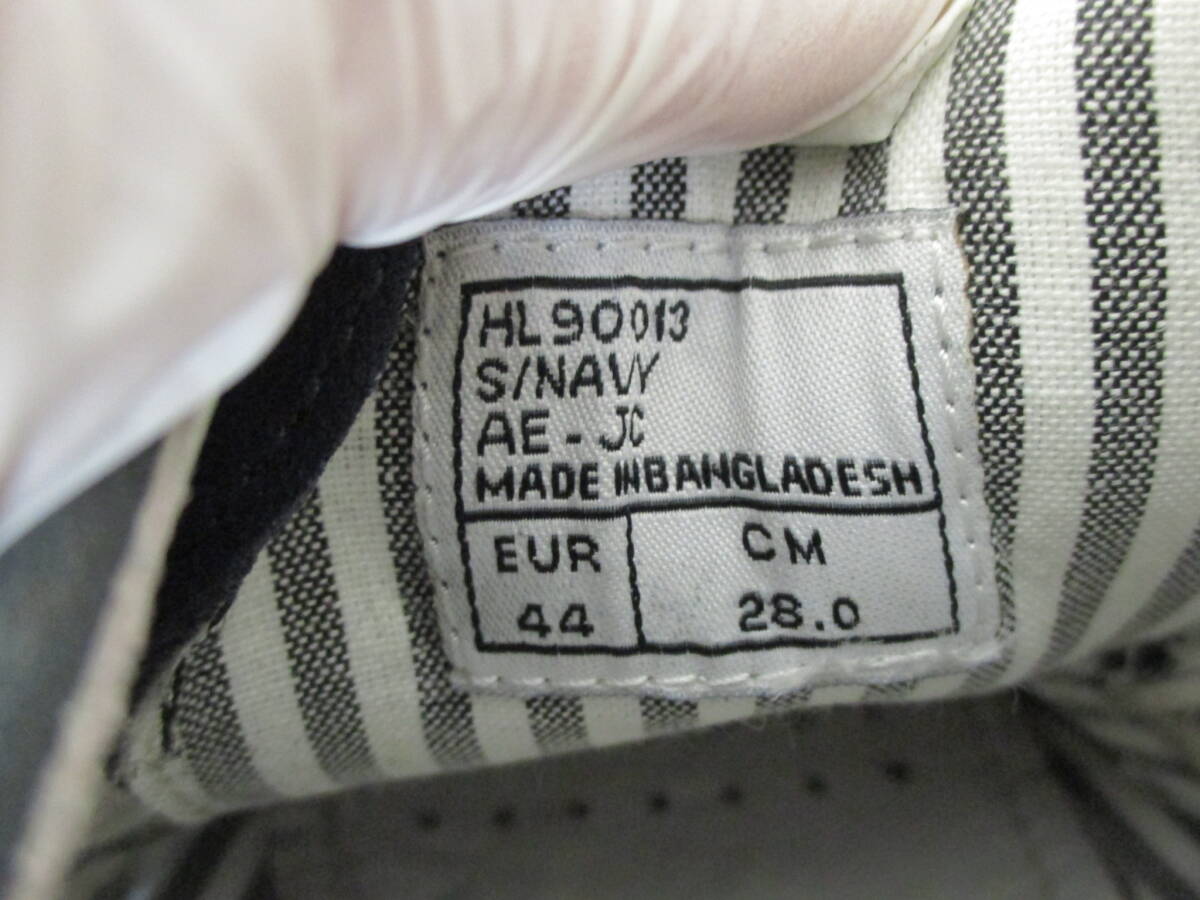 HL90013
S/NAVY
AE-JC
MADE IN BANGLADESH
EUR CM
44 28.0